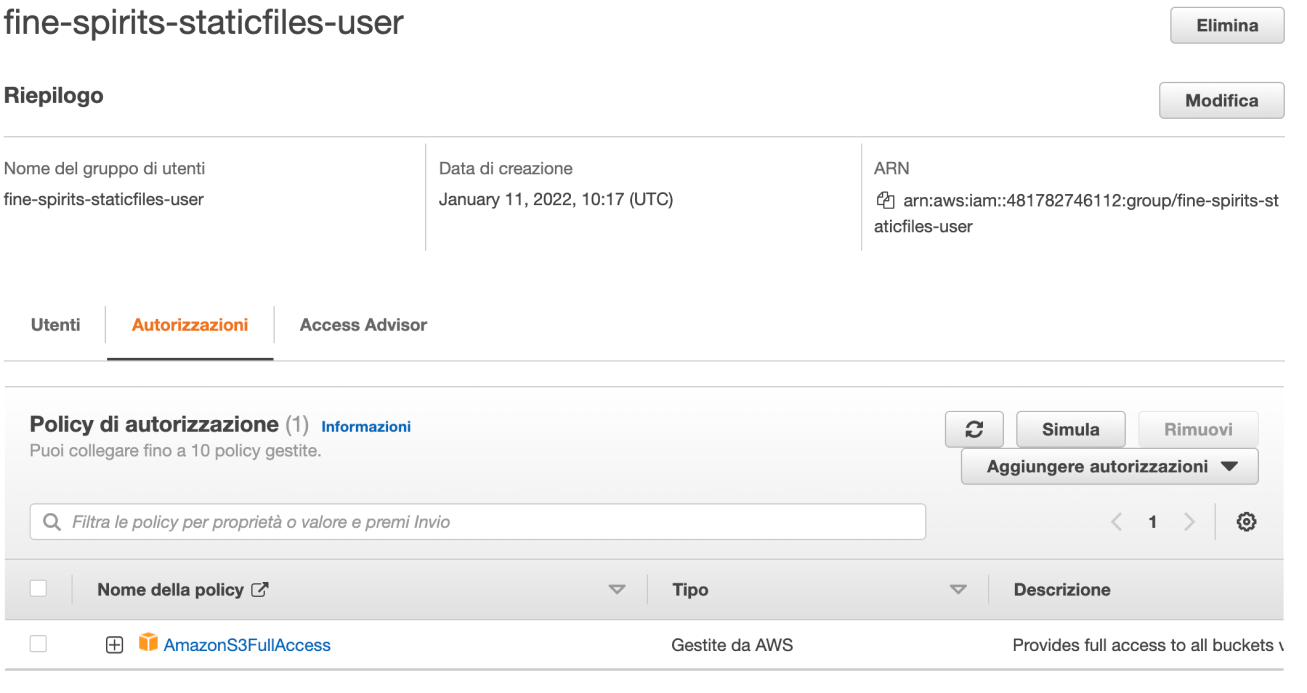 fine-spirits-staticfiles-user
Elimina
Riepilogo
Modifica
Nome del gruppo di utenti
fine-spirits-staticfiles-user
Data di creazione
January 11, 2022, 10:17 (UTC)
ARN
arn:aws:iam::481782746112:group/fine-spirits-st
aticfiles-user
Utenti
Autorizzazioni
Access Advisor
Policy di autorizzazione (1) Informazioni
Puoi collegare fino a 10 policy gestite.
Simula
Rimuovi
Aggiungere autorizzazioni
Filtra le policy per proprietà o valore e premi Invio
1
Nome della policy
Tipo
Descrizione
AmazonS3FullAccess
Gestite da AWS
Provides full access to all buckets v